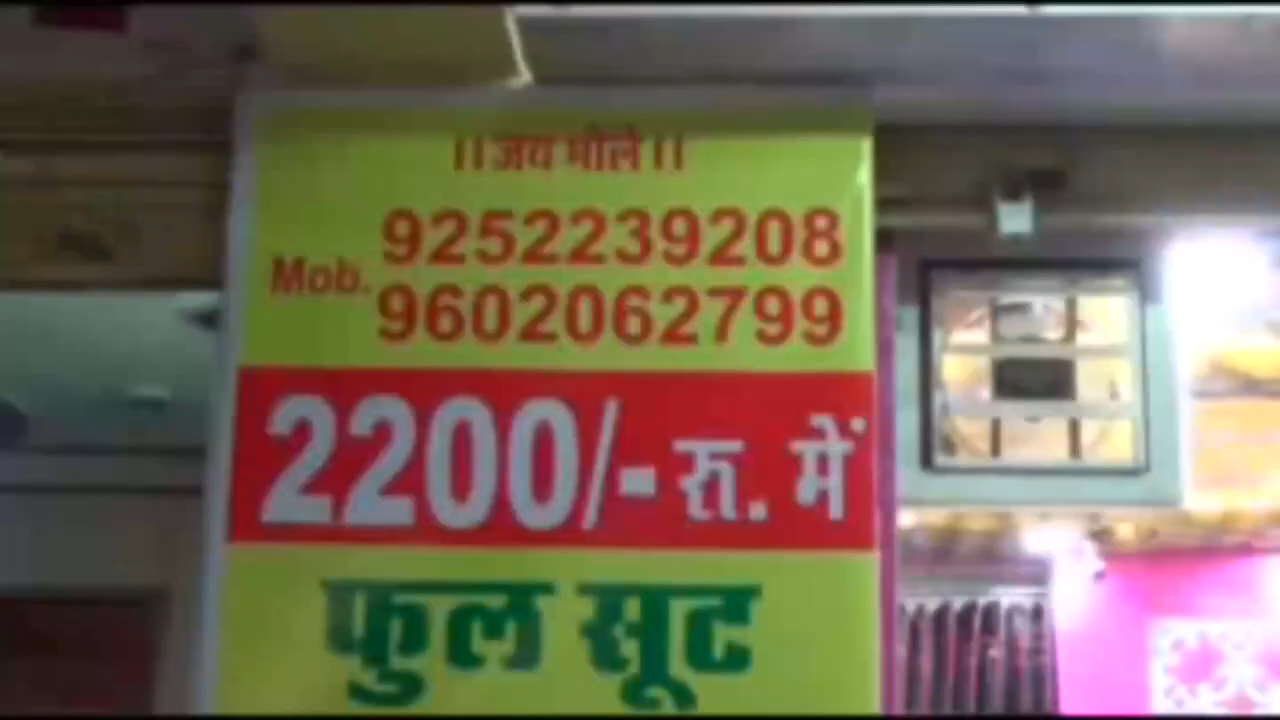 ।। जय भोले ।।
9252239208
Mob.
9602062799
2200/- रु. में
फुल सूट